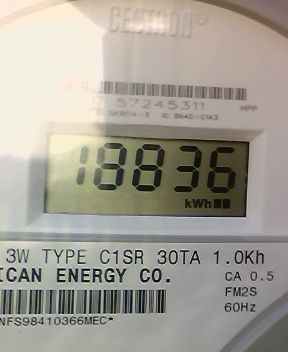 CENTRON®
57245311 HPP
18836
kWh
3W TYPE C1SR 30TA 1.0Kh
ICAN ENERGY CO. CA 0.5
FM2S
60Hz
NFS98410366MEC*